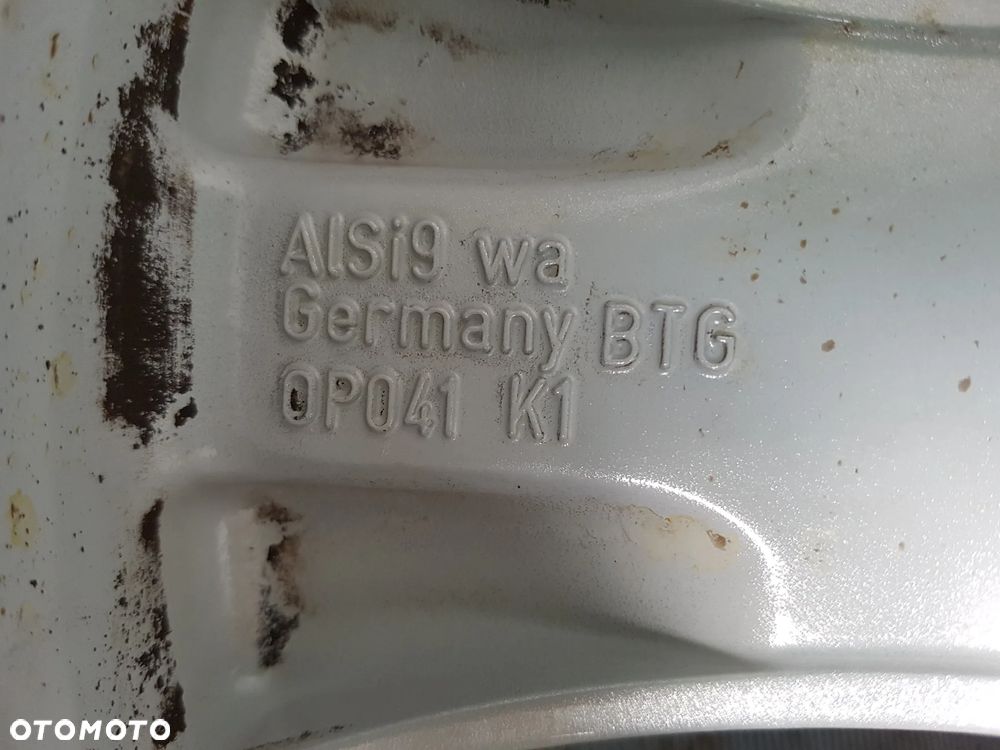 AlSi9 wa
Germany BTG
0P041 K1
OTOMOTO